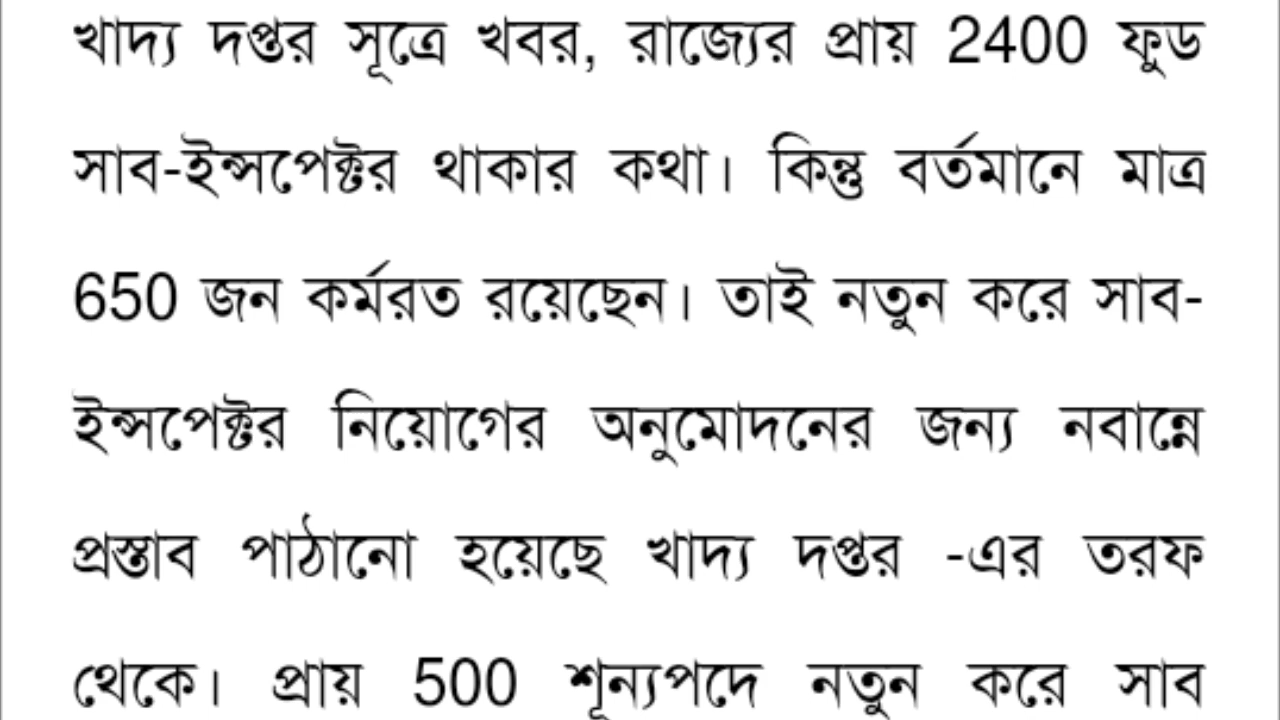 খাদ্য দপ্তর সূত্রে খবর, রাজ্যের প্রায় 2400 ফুড
সাব-ইন্সপেক্টর থাকার কথা। কিন্তু বর্তমানে মাত্র
650 জন কর্মরত রয়েছেন। তাই নতুন করে সাব-
ইন্সপেক্টর নিয়োগের অনুমোদনের জন্য নবান্নে
প্রস্তাব পাঠানো হয়েছে খাদ্য দপ্তর -এর তরফ
থেকে। প্রায় 500 শূন্যপদে নতুন করে সাব